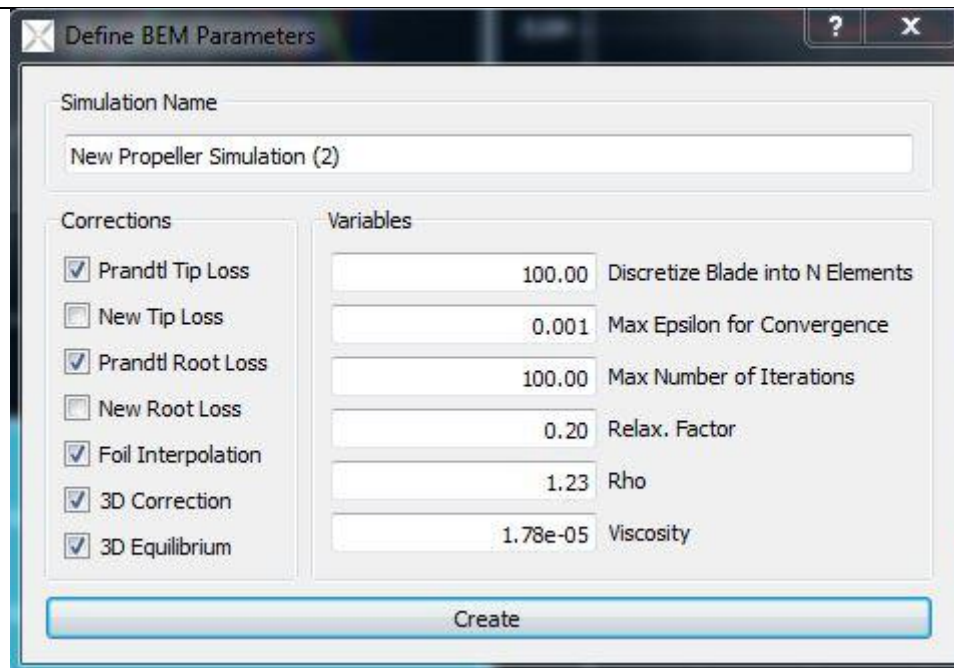 Define BEM Parameters
Simulation Name
New Propeller Simulation (2)
Corrections
Prandtl Tip Loss
New Tip Loss
Prandtl Root Loss
New Root Loss
Foil Interpolation
3D Correction
3D Equilibrium
Variables
100.00 Discretize Blade into N Elements
0.001 Max Epsilon for Convergence
100.00 Max Number of Iterations
0.20 Relax. Factor
1.23 Rho
1.78e-05 Viscosity
Create